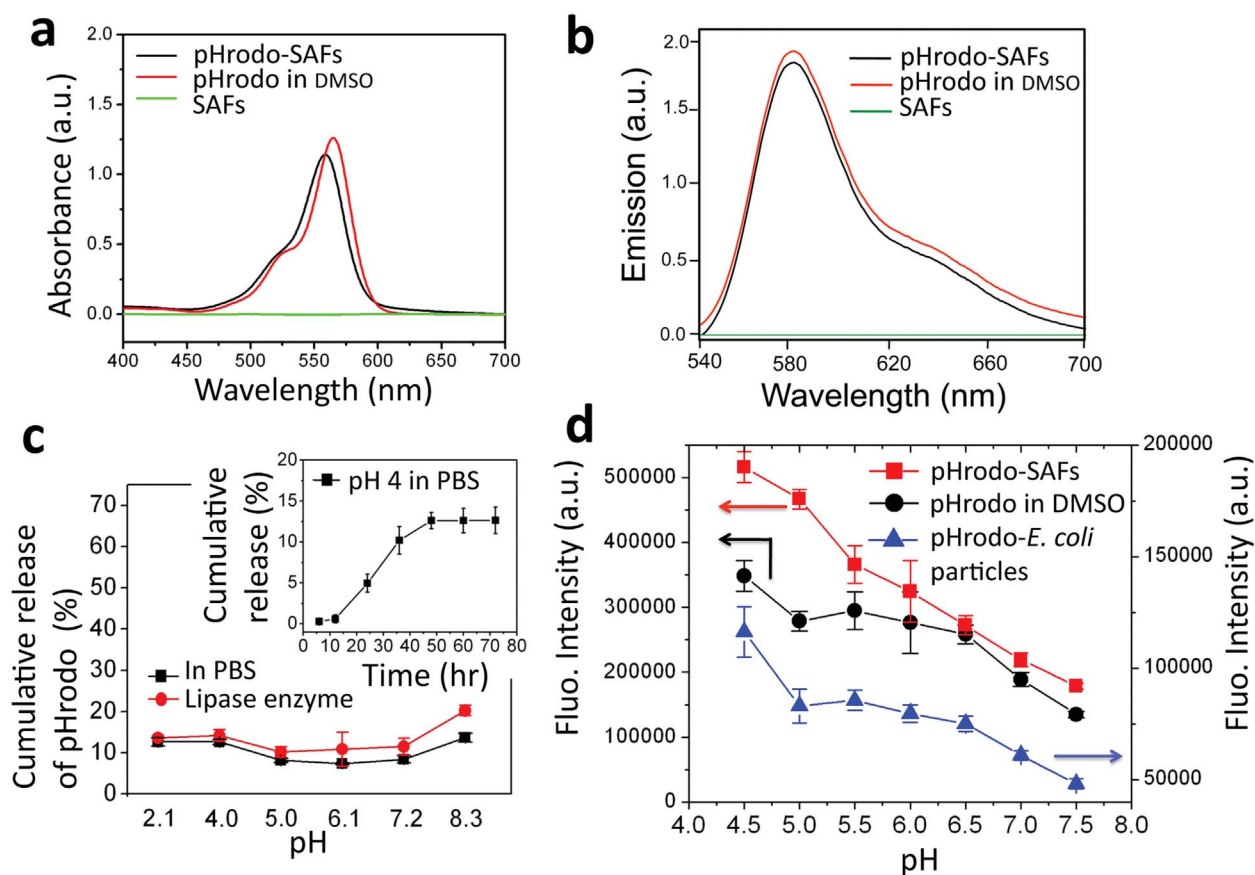 a
2.0
1.5
1.0
0.5
0.0
Absorbance (a.u.)
pHrodo-SAFs
pHrodo in DMSO
SAFs
400 450 500 550 600 650 700
Wavelength (nm)
b
2.0
1.5
1.0
0.0
Emission (a.u.)
pHrodo-SAFs
pHrodo in DMSO
SAFs
540 580 620 660 700
Wavelength (nm)
c
70
60
50
40
30
20
10
0
Cumulative release
of pHrodo (%)
In PBS
Lipase enzyme
2.1 4.0 5.0 6.1 7.2 8.3
pH
20
15
10
5
0
Cumulative
release (%)
pH 4 in PBS
0 10 20 30 40 50 60 70 80
Time (hr)
d
500000
400000
300000
200000
100000
0
Fluo. Intensity (a.u.)
pHrodo-SAFs
pHrodo in DMSO
pHrodo-E. coli
particles
200000
150000
100000
50000
Fluo. Intensity (a.u.)
4.0 4.5 5.0 5.5 6.0 6.5 7.0 7.5 8.0
pH